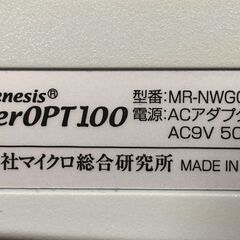 enesis®
erOPT100
型番:MR-NWG
電源:ACアダプ
AC9V 50
社マイクロ総合研究所 MADE IN